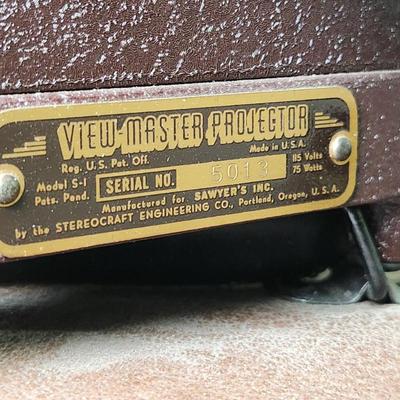 VIEW-MASTER PROJECTOR
Reg. U.S. Pat. Off. Made in U.S.A.
Model S-1 SERIAL NO. 5013 115 Volts
Pats. Pend. 75 Watts
Manufactured for SAWYER'S INC.
by the STEREOCRAFT ENGINEERING CO., Portland, Oregon, U.S.A.